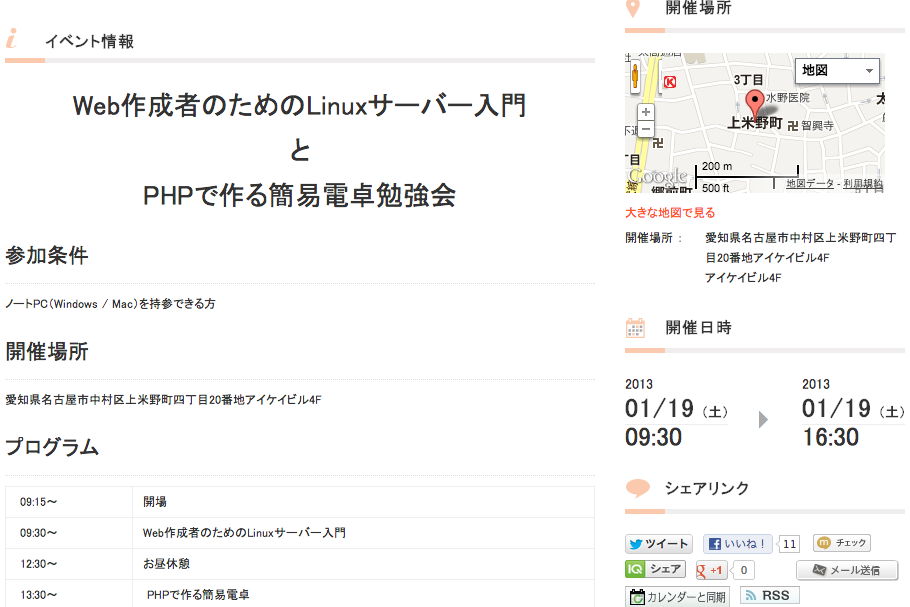 イベント情報
Web作成者のためのLinuxサーバー入門
と
PHPで作る簡易電卓勉強会
参加条件
ノートPC(Windows / Mac)を持参できる方
開催場所
愛知県名古屋市中村区上米野町四丁目20番地アイケイビル4F
プログラム
09:15～ 開場
09:30～ Web作成者のためのLinuxサーバー入門
12:30～ お昼休憩
13:30～ PHPで作る簡易電卓
開催場所
地図
3丁目
水野医院
上米野町
智興寺
200 m
500 ft
Google
地図データ - 利用規約
大きな地図で見る
開催場所： 愛知県名古屋市中村区上米野町四丁
目20番地アイケイビル4F
アイケイビル4F
開催日時
2013 2013
01/19 (土) 01/19 (土)
09:30 16:30
シェアリンク
ツイート いいね！ 11 チェック
IQ シェア +1 0 メール送信
カレンダーと同期 RSS